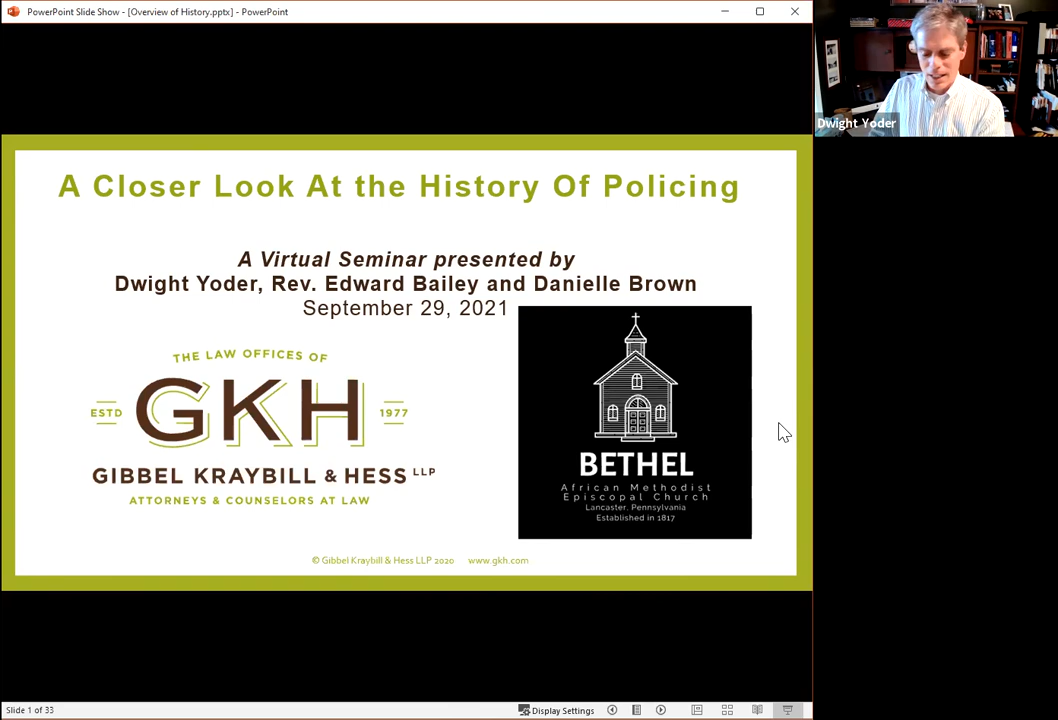 PowerPoint Slide Show - [Overview of History.pptx] - PowerPoint
Dwight Yoder
A Closer Look At the History Of Policing
A Virtual Seminar presented by
Dwight Yoder, Rev. Edward Bailey and Danielle Brown
September 29, 2021
THE LAW OFFICES OF
ESTD GKH 1977
GIBBEL KRAYBILL & HESS LLP
ATTORNEYS & COUNSELORS AT LAW
BETHEL
African Methodist
Episcopal Church
Lancaster, Pennsylvania
Established in 1817
© Gibbel Kraybill & Hess LLP 2020 www.gkh.com
Slide 1 of 33
Display Settings